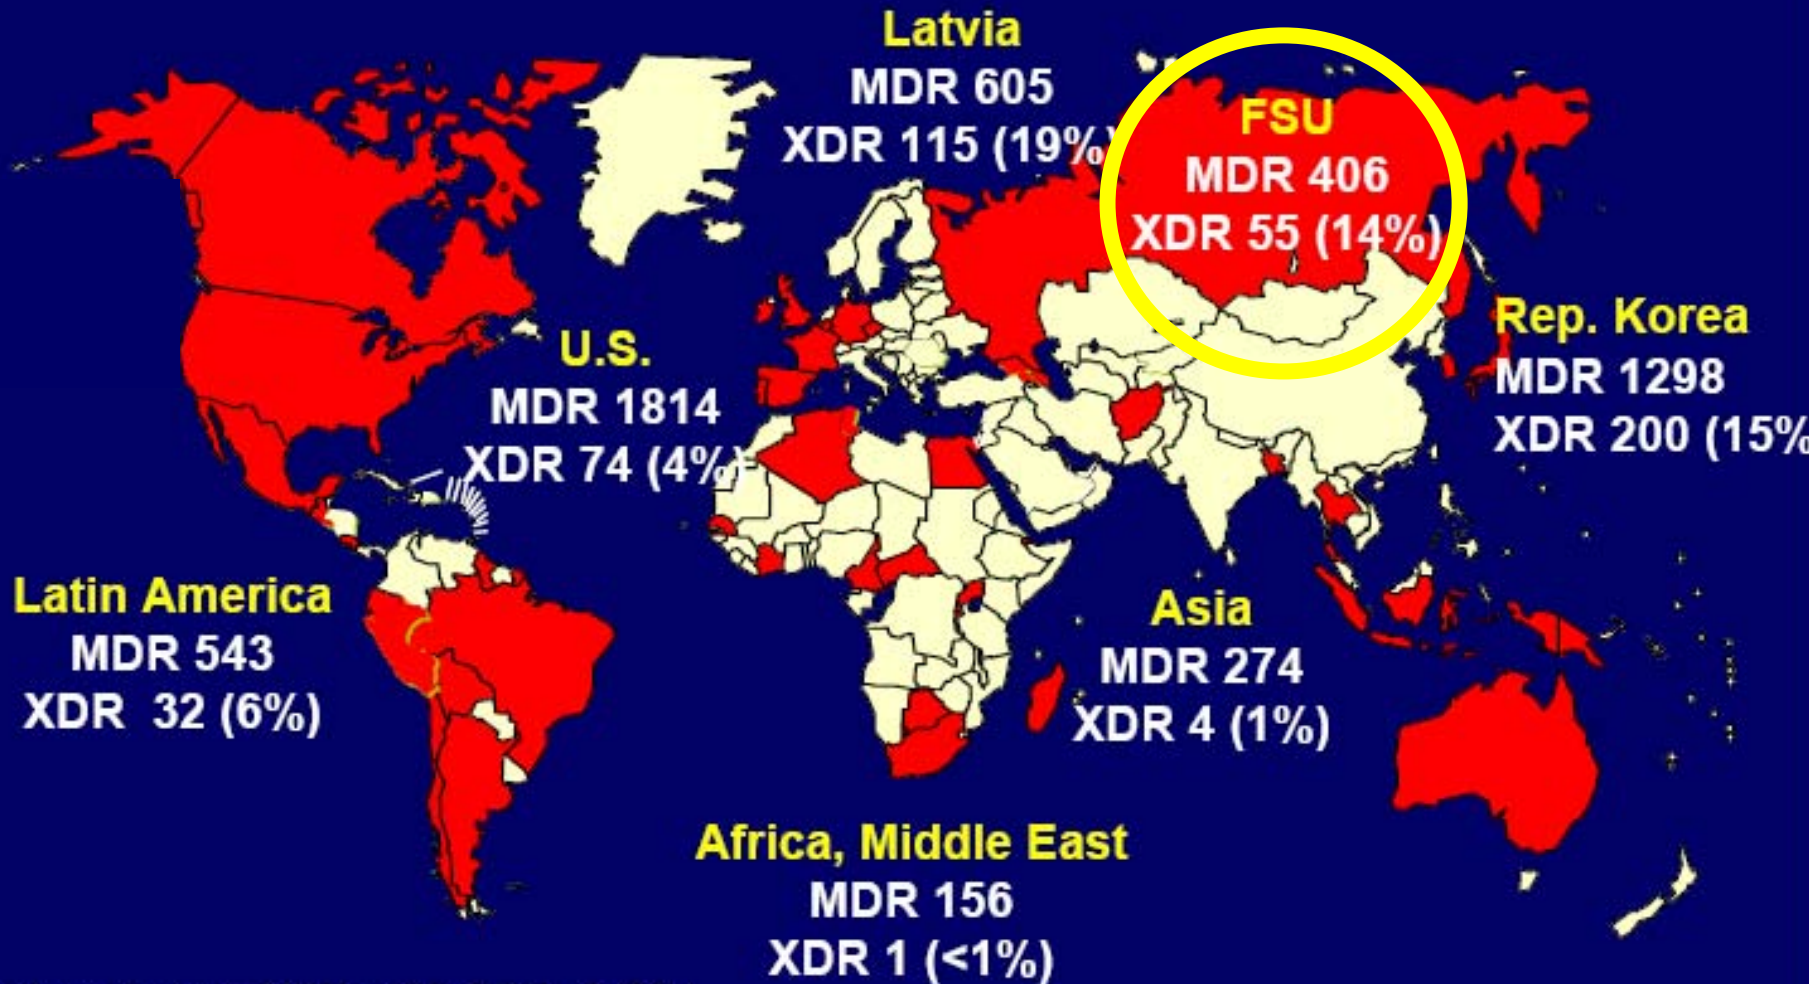 Latvia
MDR 605
XDR 115 (19%)
FSU
MDR 406
XDR 55 (14%)
U.S.
MDR 1814
XDR 74 (4%)
Rep. Korea
MDR 1298
XDR 200 (15%
Latin America
MDR 543
XDR 32 (6%)
Asia
MDR 274
XDR 4 (1%)
Africa, Middle East
MDR 156
XDR 1 (<1%)